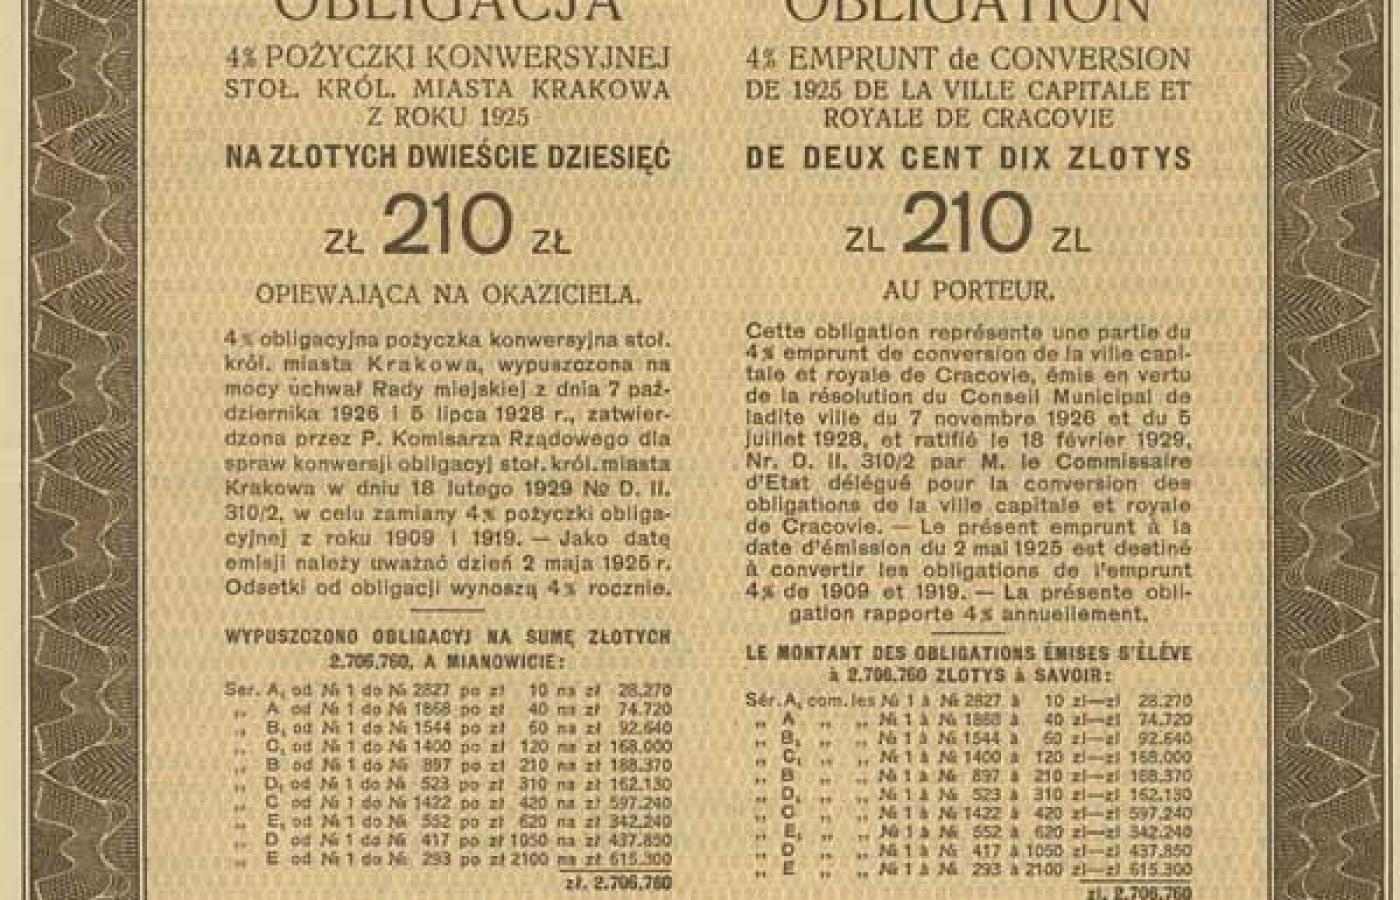 OBLIGACJA
4% POŻYCZKI KONWERSYJNEJ
STOŁ. KRÓL. MIASTA KRAKOWA
Z ROKU 1925
NA ZŁOTYCH DWIEŚCIE DZIESIĘĆ
ZŁ 210 ZŁ
OPIEWAJĄCA NA OKAZICIELA.
4% obligacyjna pożyczka konwersyjna stoł.
król. miasta Krakowa, wypuszczona na
mocy uchwał Rady miejskiej z dnia 7 paź-
dziernika 1926 i 5 lipca 1928 r., zatwier-
dzona przez P. Komisarza Rządowego dla
spraw konwersji obligacyj stoł. król. miasta
Krakowa w dniu 18 lutego 1929 № D. II.
310/2, w celu zamiany 4% pożyczki obliga-
cyjnej z roku 1909 i 1919. — Jako datę
emisji należy uważać dzień 2 maja 1925 r.
Odsetki od obligacji wynoszą 4% rocznie.
WYPUSZCZONO OBLIGACYJ NA SUMĘ ZŁOTYCH
2.706.760, A MIANOWICIE:
Ser. A₁ od № 1 do № 2827 po zł 10 na zł 28.270
„ A od № 1 do № 1868 po zł 40 na zł 74.720
„ B₁ od № 1 do № 1544 po zł 60 na zł 92.640
„ C₁ od № 1 do № 1400 po zł 120 na zł 168.000
„ B od № 1 do № 897 po zł 210 na zł 188.370
„ D₁ od № 1 do № 523 po zł 310 na zł 162.130
„ C od № 1 do № 1422 po zł 420 na zł 597.240
„ E₁ od № 1 do № 552 po zł 620 na zł 342.240
„ D od № 1 do № 417 po zł 1050 na zł 437.850
„ E od № 1 do № 293 po zł 2100 na zł 615.300
zł. 2.706.760
OBLIGATION
4% EMPRUNT de CONVERSION
DE 1925 DE LA VILLE CAPITALE ET
ROYALE DE CRACOVIE
DE DEUX CENT DIX ZLOTYS
ZL 210 ZL
AU PORTEUR.
Cette obligation représente une partie du
4% emprunt de conversion de la ville capi-
tale et royale de Cracovie, émis en vertu
de la résolution du Conseil Municipal de
ladite ville du 7 novembre 1926 et du 5
juillet 1928, et ratifié le 18 février 1929,
Nr. D. II. 310/2 par M. le Commissaire
d'Etat délégué pour la conversion des
obligations de la ville capitale et royale
de Cracovie. — Le présent emprunt à la
date d'émission du 2 mai 1925 est destiné
à convertir les obligations de l'emprunt
4% de 1909 et 1919. — La présente obli-
gation rapporte 4% annuellement.
LE MONTANT DES OBLIGATIONS ÉMISES S'ÉLÈVE
à 2.706.760 ZLOTYS à SAVOIR:
Sér. A₁ com. les № 1 à № 2827 à 10 zl—zl 28.270
„ A „ „ № 1 à № 1868 à 40 zl—zl 74.720
„ B₁ „ „ № 1 à № 1544 à 60 zl—zl 92.640
„ C₁ „ „ № 1 à № 1400 à 120 zl—zl 168.000
„ B „ „ № 1 à № 897 à 210 zl—zl 188.370
„ D₁ „ „ № 1 à № 523 à 310 zl—zl 162.130
„ C „ „ № 1 à № 1422 à 420 zl—zl 597.240
„ E₁ „ „ № 1 à № 552 à 620 zl—zl 342.240
„ D „ „ № 1 à № 417 à 1050 zl—zl 437.850
„ E „ „ № 1 à № 293 à 2100 zl—zl 615.300
zl. 2.706.760